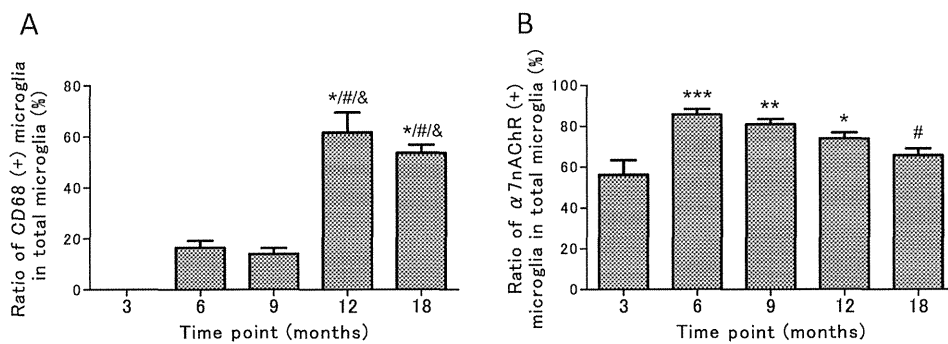 A
Ratio of CD68 (+) microglia
in total microglia (%)
80
60
40
20
0
*/#/&
*/#/&
3 6 9 12 18
Time point (months)
B
Ratio of α7nAChR (+)
microglia in total microglia (%)
100
80
60
40
20
0
***
**
*
#
3 6 9 12 18
Time point (months)